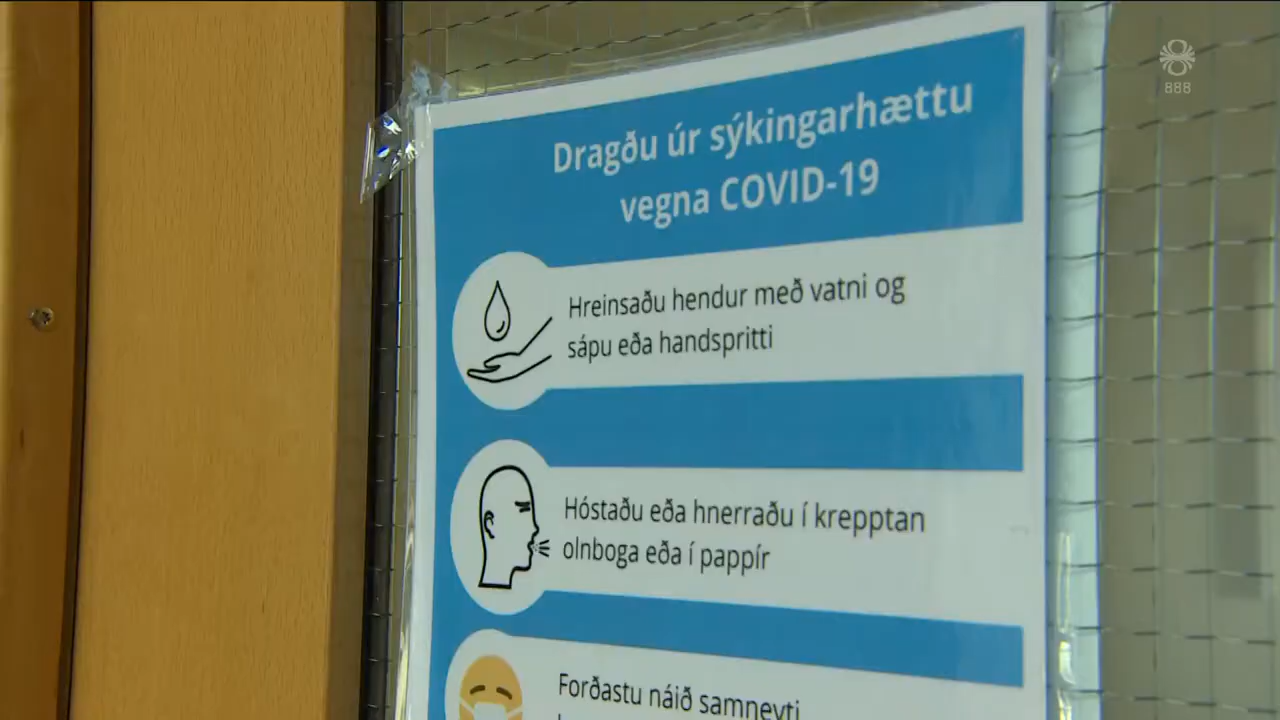 888
Dragðu úr sýkingarhættu
vegna COVID-19
Hreinsaðu hendur með vatni og
sápu eða handspritti
Hóstaðu eða hnerraðu í krepptan
olnboga eða í pappír
Forðastu náið samneyti